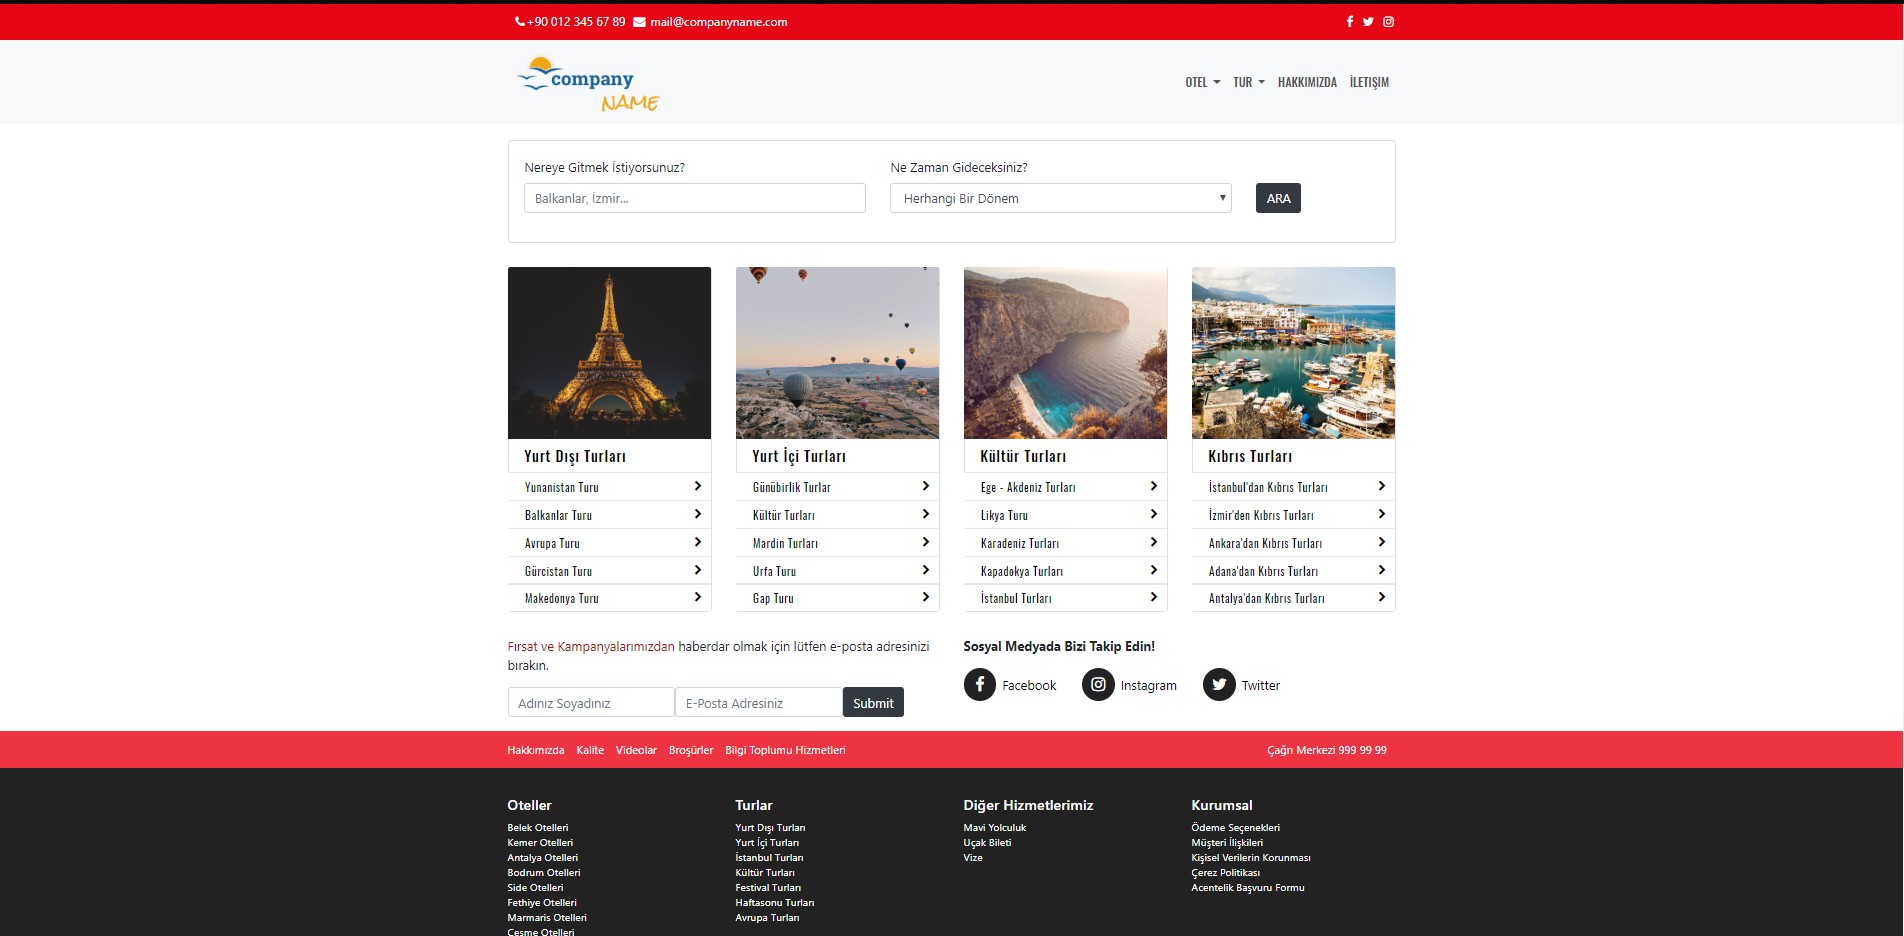 +90 012 345 67 89 mail@companyname.com
company
NAME
OTEL TUR HAKKIMIZDA İLETIŞIM
Nereye Gitmek İstiyorsunuz? Ne Zaman Gideceksiniz?
Balkanlar, İzmir... Herhangi Bir Dönem ARA
Yurt Dışı Turları
Yunanistan Turu
Balkanlar Turu
Avrupa Turu
Gürcistan Turu
Makedonya Turu
Yurt İçi Turları
Günübirlik Turlar
Kültür Turları
Mardin Turları
Urfa Turu
Gap Turu
Kültür Turları
Ege - Akdeniz Turları
Likya Turu
Karadeniz Turları
Kapadokya Turları
İstanbul Turları
Kıbrıs Turları
İstanbul'dan Kıbrıs Turları
İzmir'den Kıbrıs Turları
Ankara'dan Kıbrıs Turları
Adana'dan Kıbrıs Turları
Antalya'dan Kıbrıs Turları
Fırsat ve Kampanyalarımızdan haberdar olmak için lütfen e-posta adresinizi
bırakın.
Adınız Soyadınız E-Posta Adresiniz Submit
Sosyal Medyada Bizi Takip Edin!
Facebook Instagram Twitter
Hakkımızda Kalite Videolar Broşürler Bilgi Toplumu Hizmetleri Çağrı Merkezi 999 99 99
Oteller
Belek Otelleri
Kemer Otelleri
Antalya Otelleri
Bodrum Otelleri
Side Otelleri
Fethiye Otelleri
Marmaris Otelleri
Çeşme Otelleri
Turlar
Yurt Dışı Turları
Yurt İçi Turları
İstanbul Turları
Kültür Turları
Festival Turları
Haftasonu Turları
Avrupa Turları
Diğer Hizmetlerimiz
Mavi Yolculuk
Uçak Bileti
Vize
Kurumsal
Ödeme Seçenekleri
Müşteri İlişkileri
Kişisel Verilerin Korunması
Çerez Politikası
Acentelik Başvuru Formu